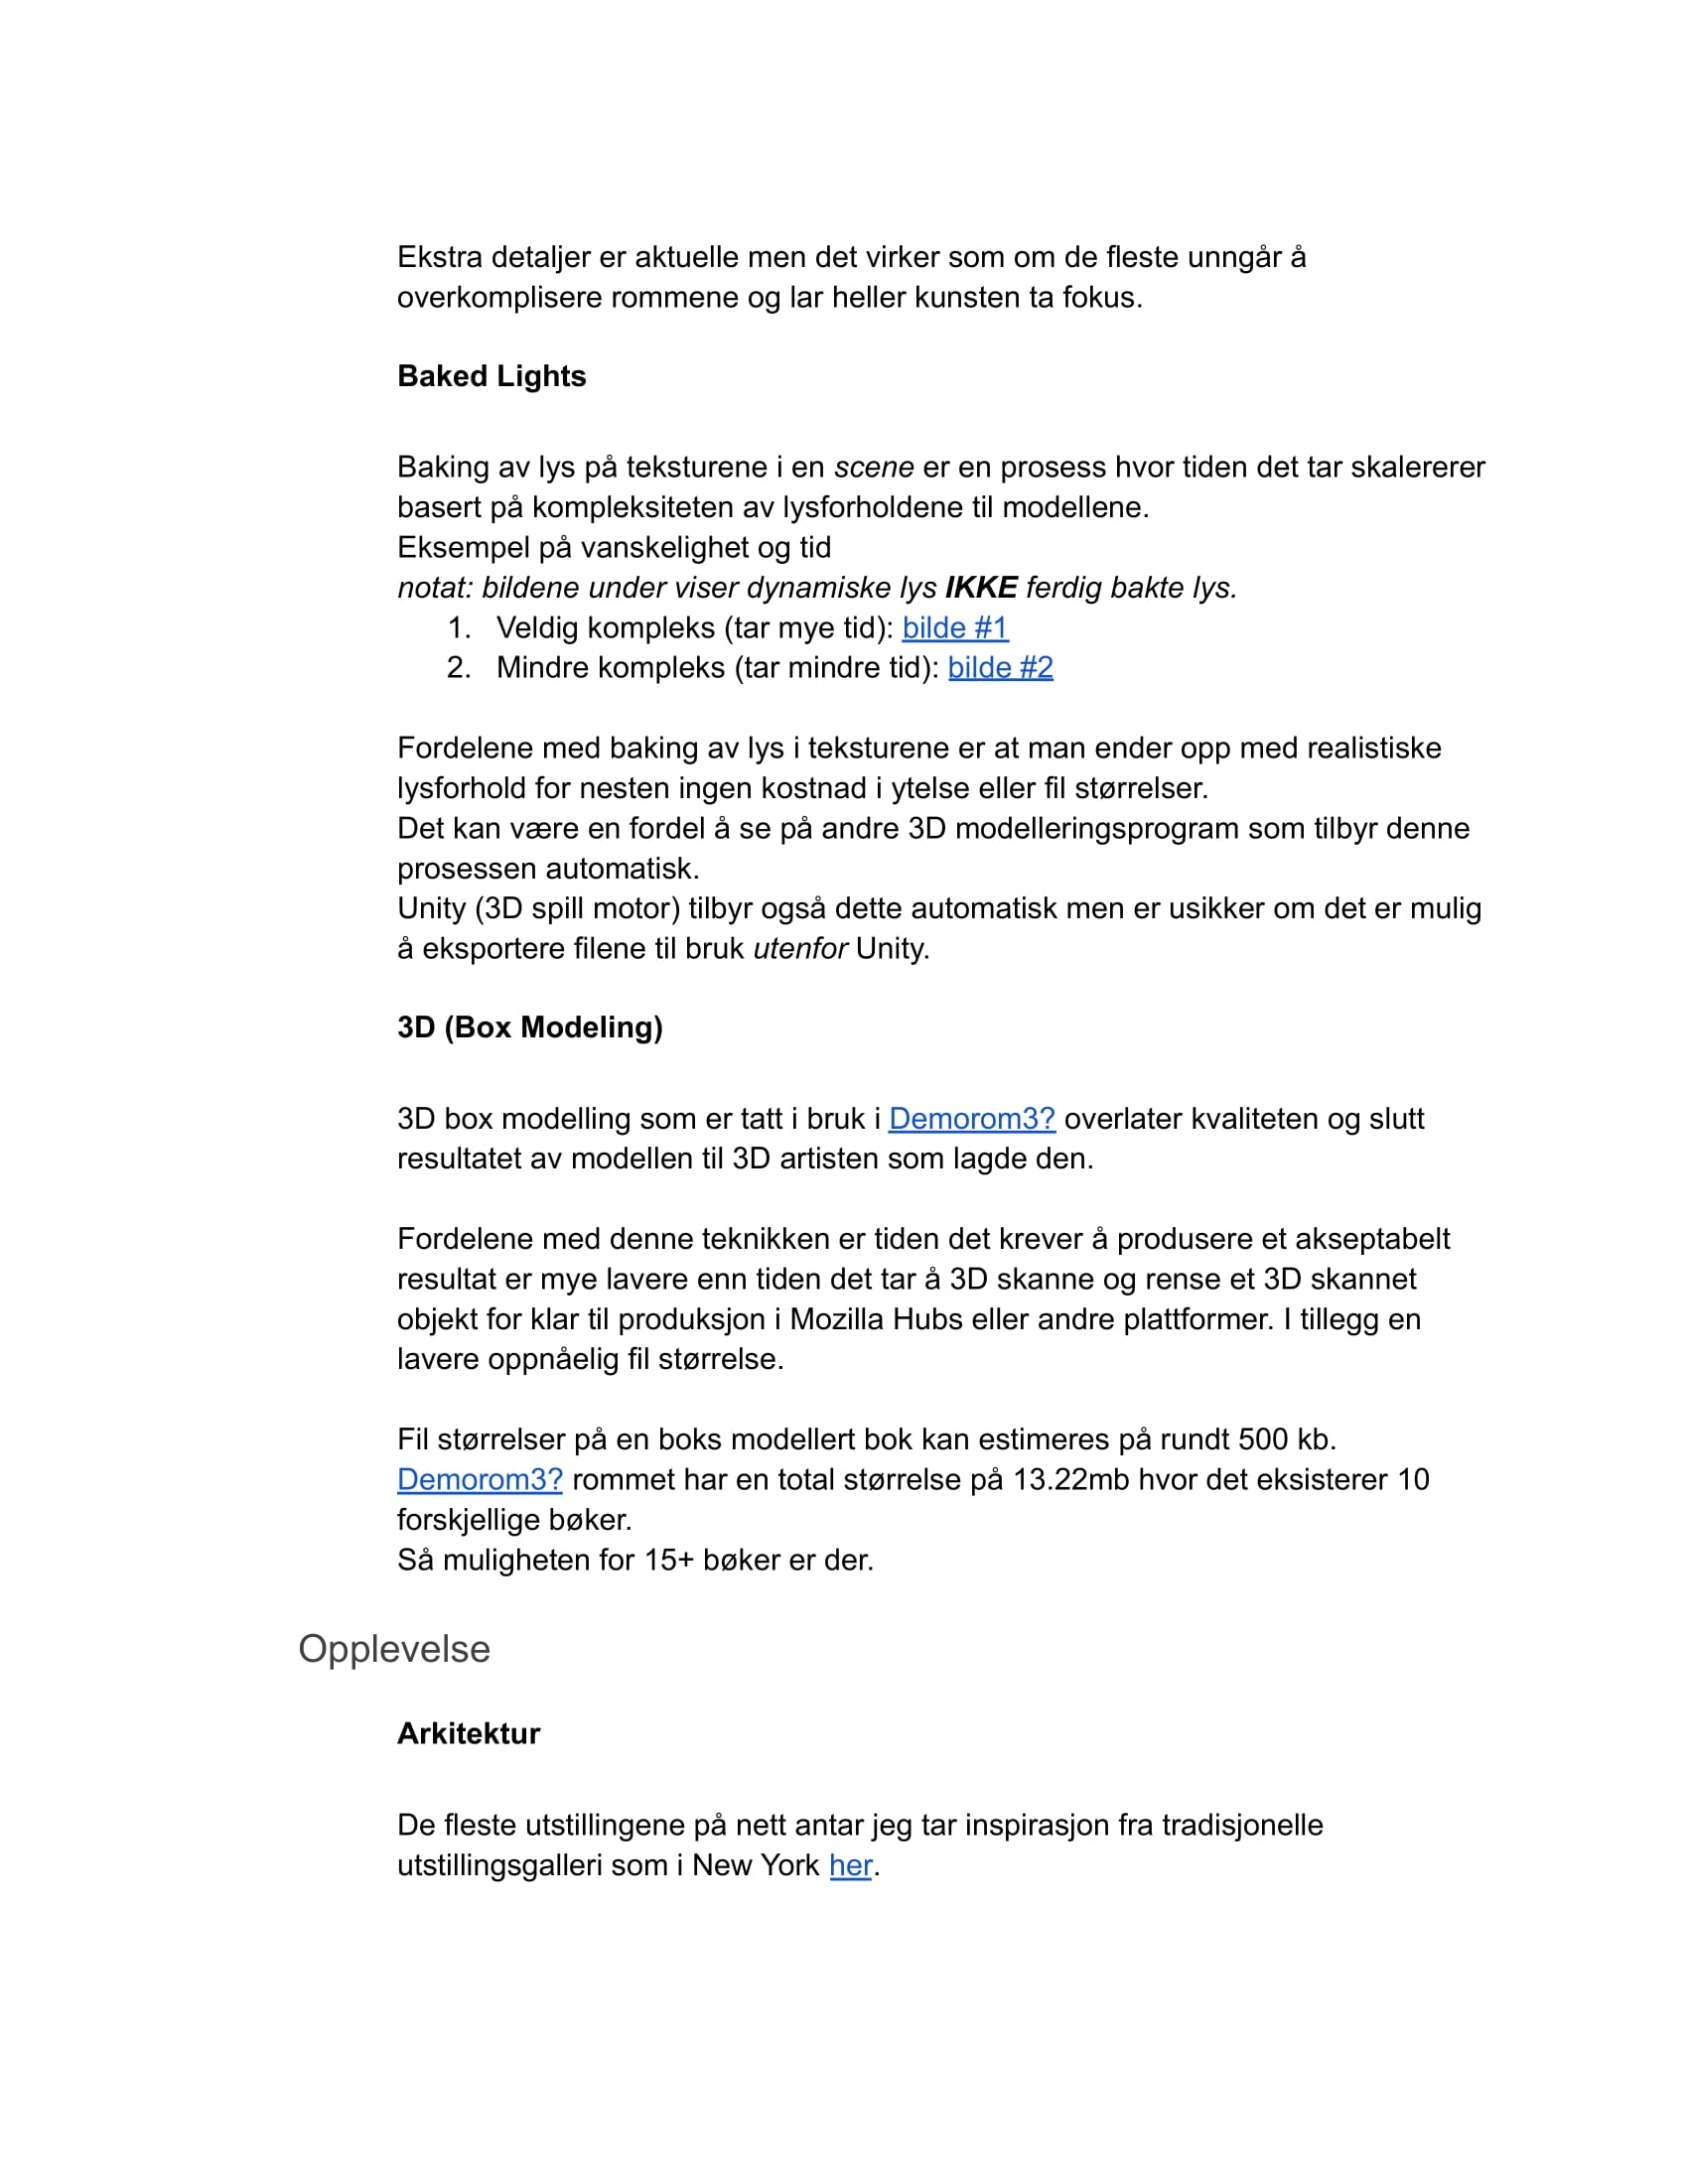 Ekstra detaljer er aktuelle men det virker som om de fleste unngår å
overkomplisere rommene og lar heller kunsten ta fokus.
Baked Lights
Baking av lys på teksturene i en scene er en prosess hvor tiden det tar skalererer
basert på kompleksiteten av lysforholdene til modellene.
Eksempel på vanskelighet og tid
notat: bildene under viser dynamiske lys IKKE ferdig bakte lys.
1. Veldig kompleks (tar mye tid): bilde #1
2. Mindre kompleks (tar mindre tid): bilde #2
Fordelene med baking av lys i teksturene er at man ender opp med realistiske
lysforhold for nesten ingen kostnad i ytelse eller fil størrelser.
Det kan være en fordel å se på andre 3D modelleringsprogram som tilbyr denne
prosessen automatisk.
Unity (3D spill motor) tilbyr også dette automatisk men er usikker om det er mulig
å eksportere filene til bruk utenfor Unity.
3D (Box Modeling)
3D box modelling som er tatt i bruk i Demorom3? overlater kvaliteten og slutt
resultatet av modellen til 3D artisten som lagde den.
Fordelene med denne teknikken er tiden det krever å produsere et akseptabelt
resultat er mye lavere enn tiden det tar å 3D skanne og rense et 3D skannet
objekt for klar til produksjon i Mozilla Hubs eller andre plattformer. I tillegg en
lavere oppnåelig fil størrelse.
Fil størrelser på en boks modellert bok kan estimeres på rundt 500 kb.
Demorom3? rommet har en total størrelse på 13.22mb hvor det eksisterer 10
forskjellige bøker.
Så muligheten for 15+ bøker er der.
Opplevelse
Arkitektur
De fleste utstillingene på nett antar jeg tar inspirasjon fra tradisjonelle
utstillingsgalleri som i New York her.